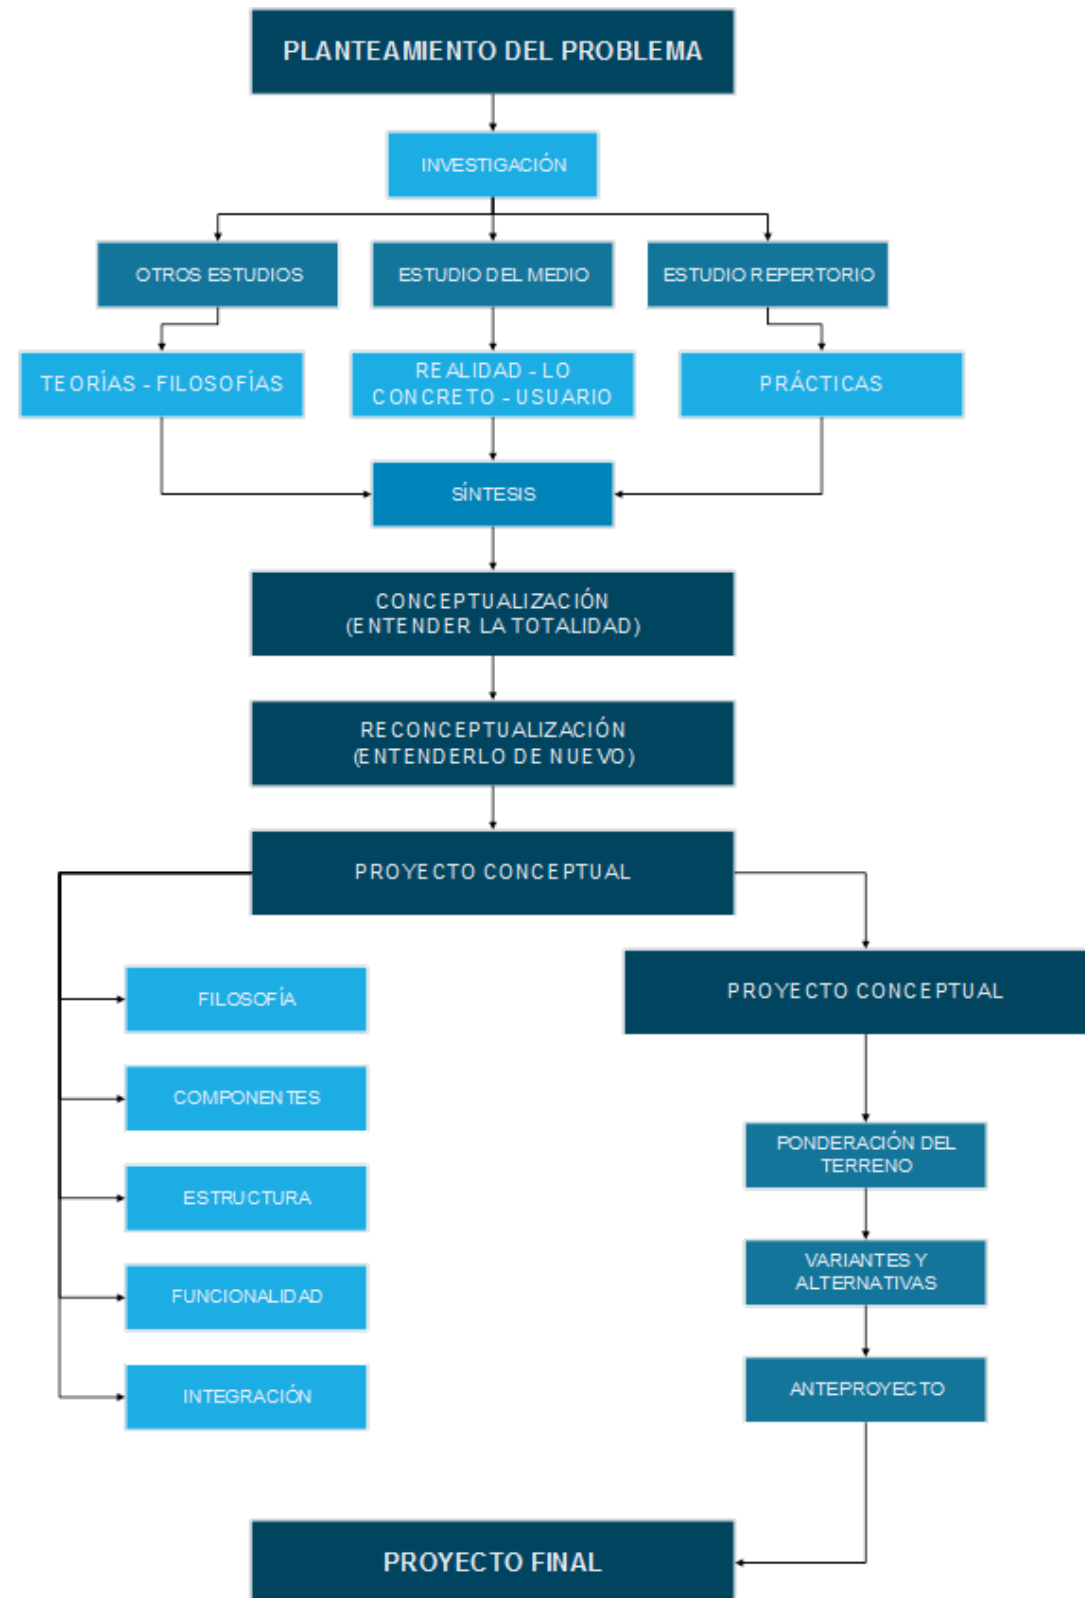 PLANTEAMIENTO DEL PROBLEMA
INVESTIGACIÓN
OTROS ESTUDIOS
ESTUDIO DEL MEDIO
ESTUDIO REPERTORIO
TEORÍAS - FILOSOFÍAS
REALIDAD - LO
CONCRETO - USUARIO
PRÁCTICAS
SÍNTESIS
CONCEPTUALIZACIÓN
(ENTENDER LA TOTALIDAD)
RECONCEPTUALIZACIÓN
(ENTENDERLO DE NUEVO)
PROYECTO CONCEPTUAL
FILOSOFÍA
COMPONENTES
ESTRUCTURA
FUNCIONALIDAD
INTEGRACIÓN
PROYECTO CONCEPTUAL
PONDERACIÓN DEL
TERRENO
VARIANTES Y
ALTERNATIVAS
ANTEPROYECTO
PROYECTO FINAL